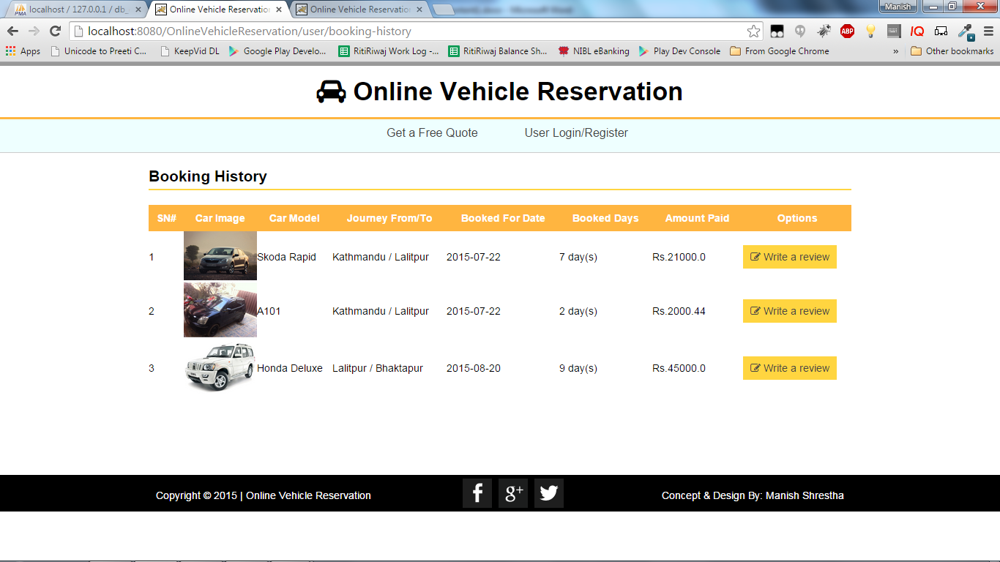 localhost / 127.0.0.1 / db_
Online Vehicle Reservation
Online Vehicle Reservation
Manish
localhost:8080/OnlineVehicleReservation/user/booking-history
Apps
Unicode to Preeti C...
KeepVid DL
Google Play Develo...
RitiRiwaj Work Log -...
RitiRiwaj Balance Sh...
NIBL eBanking
Play Dev Console
From Google Chrome
»
Other bookmarks
Online Vehicle Reservation
Get a Free Quote User Login/Register
Booking History
SN# Car Image Car Model Journey From/To Booked For Date Booked Days Amount Paid Options
1 Skoda Rapid Kathmandu / Lalitpur 2015-07-22 7 day(s) Rs.21000.0 Write a review
2 A101 Kathmandu / Lalitpur 2015-07-22 2 day(s) Rs.2000.44 Write a review
3 Honda Deluxe Lalitpur / Bhaktapur 2015-08-20 9 day(s) Rs.45000.0 Write a review
Copyright © 2015 | Online Vehicle Reservation
Concept & Design By: Manish Shrestha